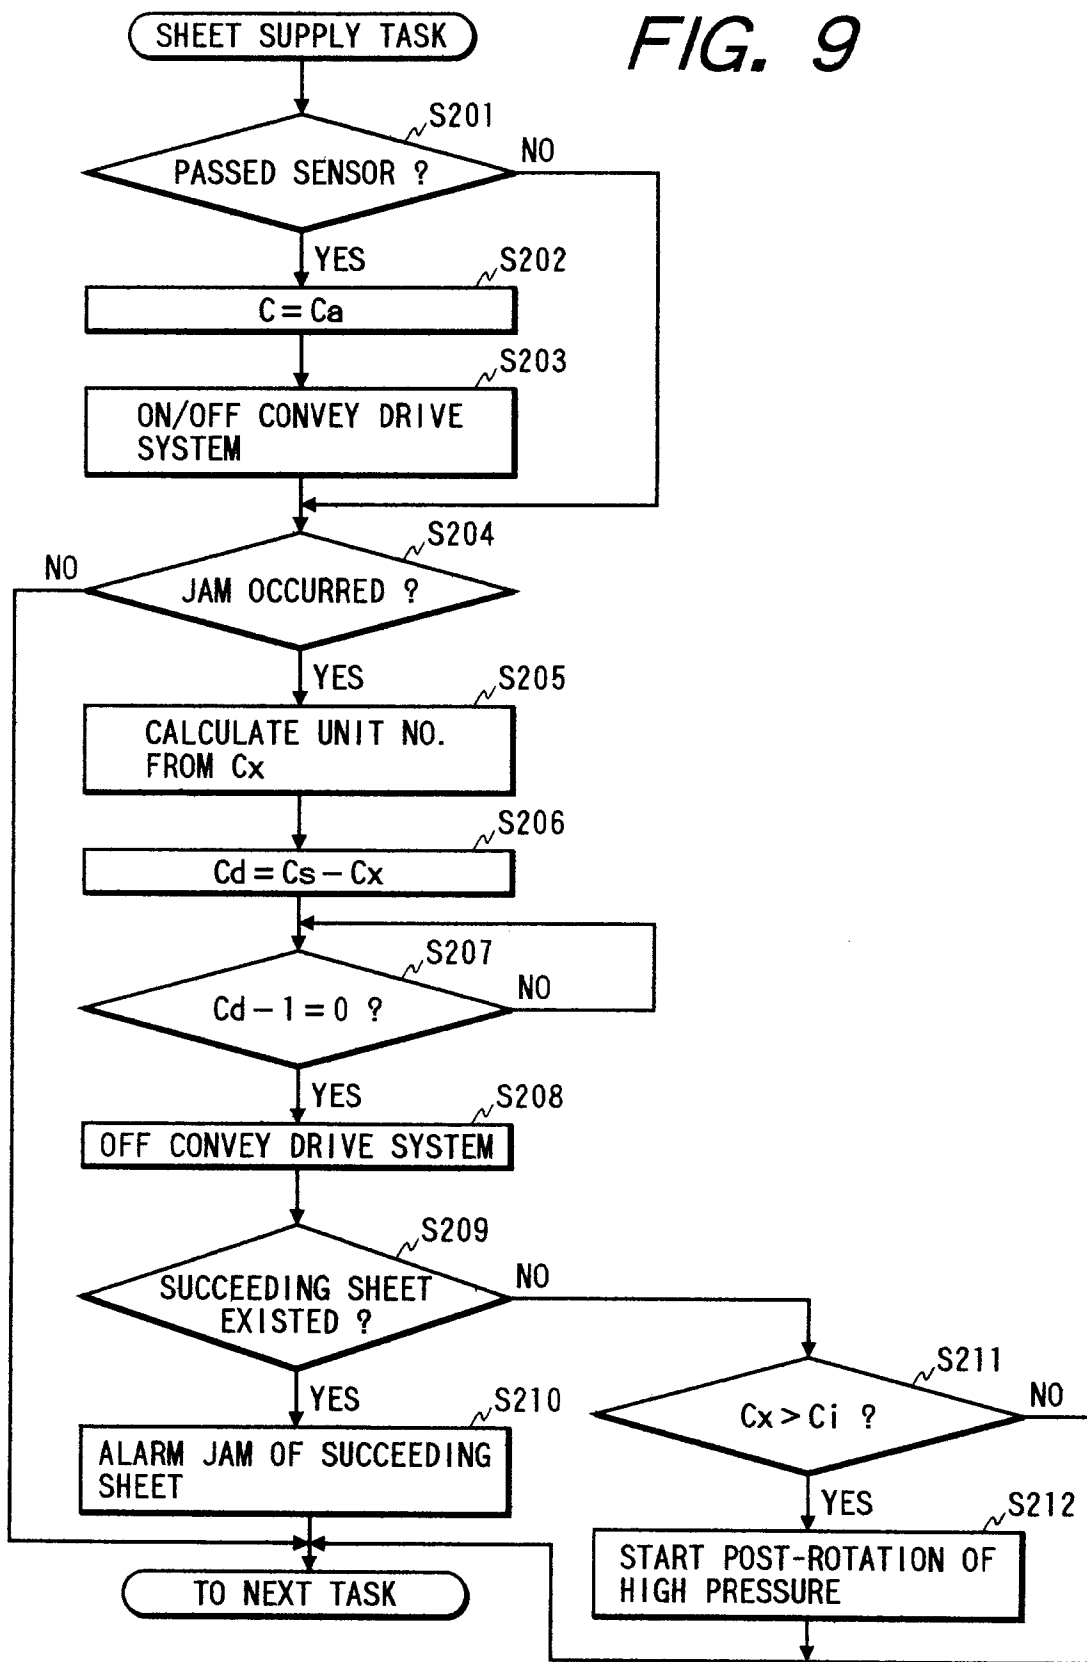 FIG. 9
SHEET SUPPLY TASK
S201
PASSED SENSOR ?
NO
YES
S202
C = Ca
S203
ON/OFF CONVEY DRIVE
SYSTEM
S204
NO
JAM OCCURRED ?
YES
S205
CALCULATE UNIT NO.
FROM Cx
S206
Cd = Cs - Cx
S207
Cd - 1 = 0 ?
NO
YES
S208
OFF CONVEY DRIVE SYSTEM
S209
SUCCEEDING SHEET
EXISTED ?
NO
YES
S210
ALARM JAM OF SUCCEEDING
SHEET
S211
Cx > Ci ?
NO
YES
S212
START POST-ROTATION OF
HIGH PRESSURE
TO NEXT TASK